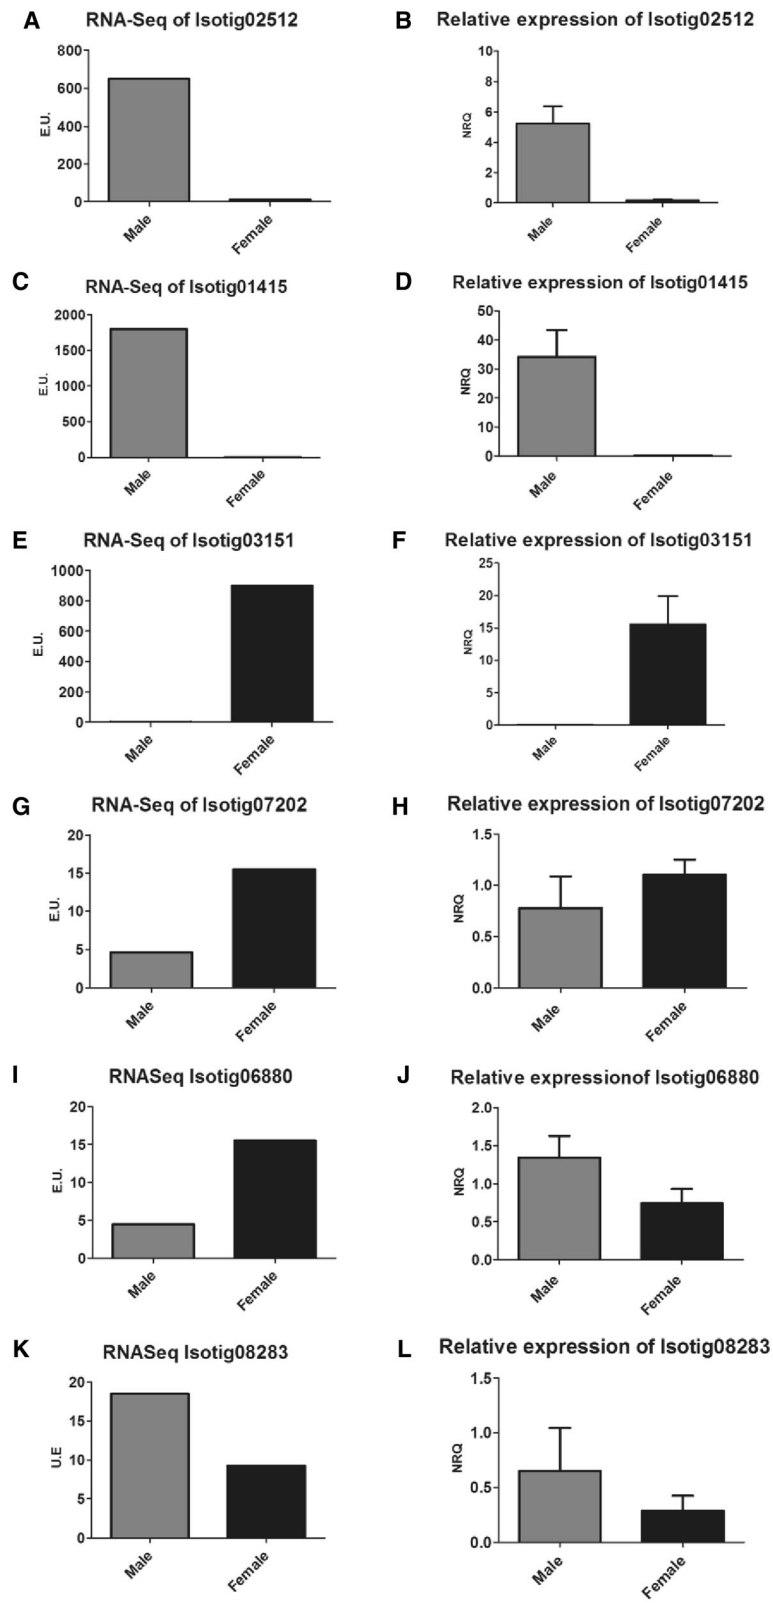 A RNA-Seq of Isotig02512
800
600
400
200
0
E.U.
Male Female
B Relative expression of Isotig02512
10
8
6
4
2
0
NRQ
Male Female
C RNA-Seq of Isotig01415
2000
1500
1000
500
0
E.U.
Male Female
D Relative expression of Isotig01415
50
40
30
20
10
0
NRQ
Male Female
E RNA-Seq of Isotig03151
1000
800
600
400
200
0
E.U.
Male Female
F Relative expression of Isotig03151
25
20
15
10
5
0
NRQ
Male Female
G RNA-Seq of Isotig07202
20
15
10
5
0
E.U.
Male Female
H Relative expression of Isotig07202
1.5
1.0
0.5
0.0
NRQ
Male Female
I RNASeq Isotig06880
20
15
10
5
0
E.U.
Male Female
J Relative expressionof Isotig06880
2.0
1.5
1.0
0.5
0.0
NRQ
Male Female
K RNASeq Isotig08283
20
15
10
5
0
U.E
Male Female
L Relative expression of Isotig08283
1.5
1.0
0.5
0.0
NRQ
Male Female